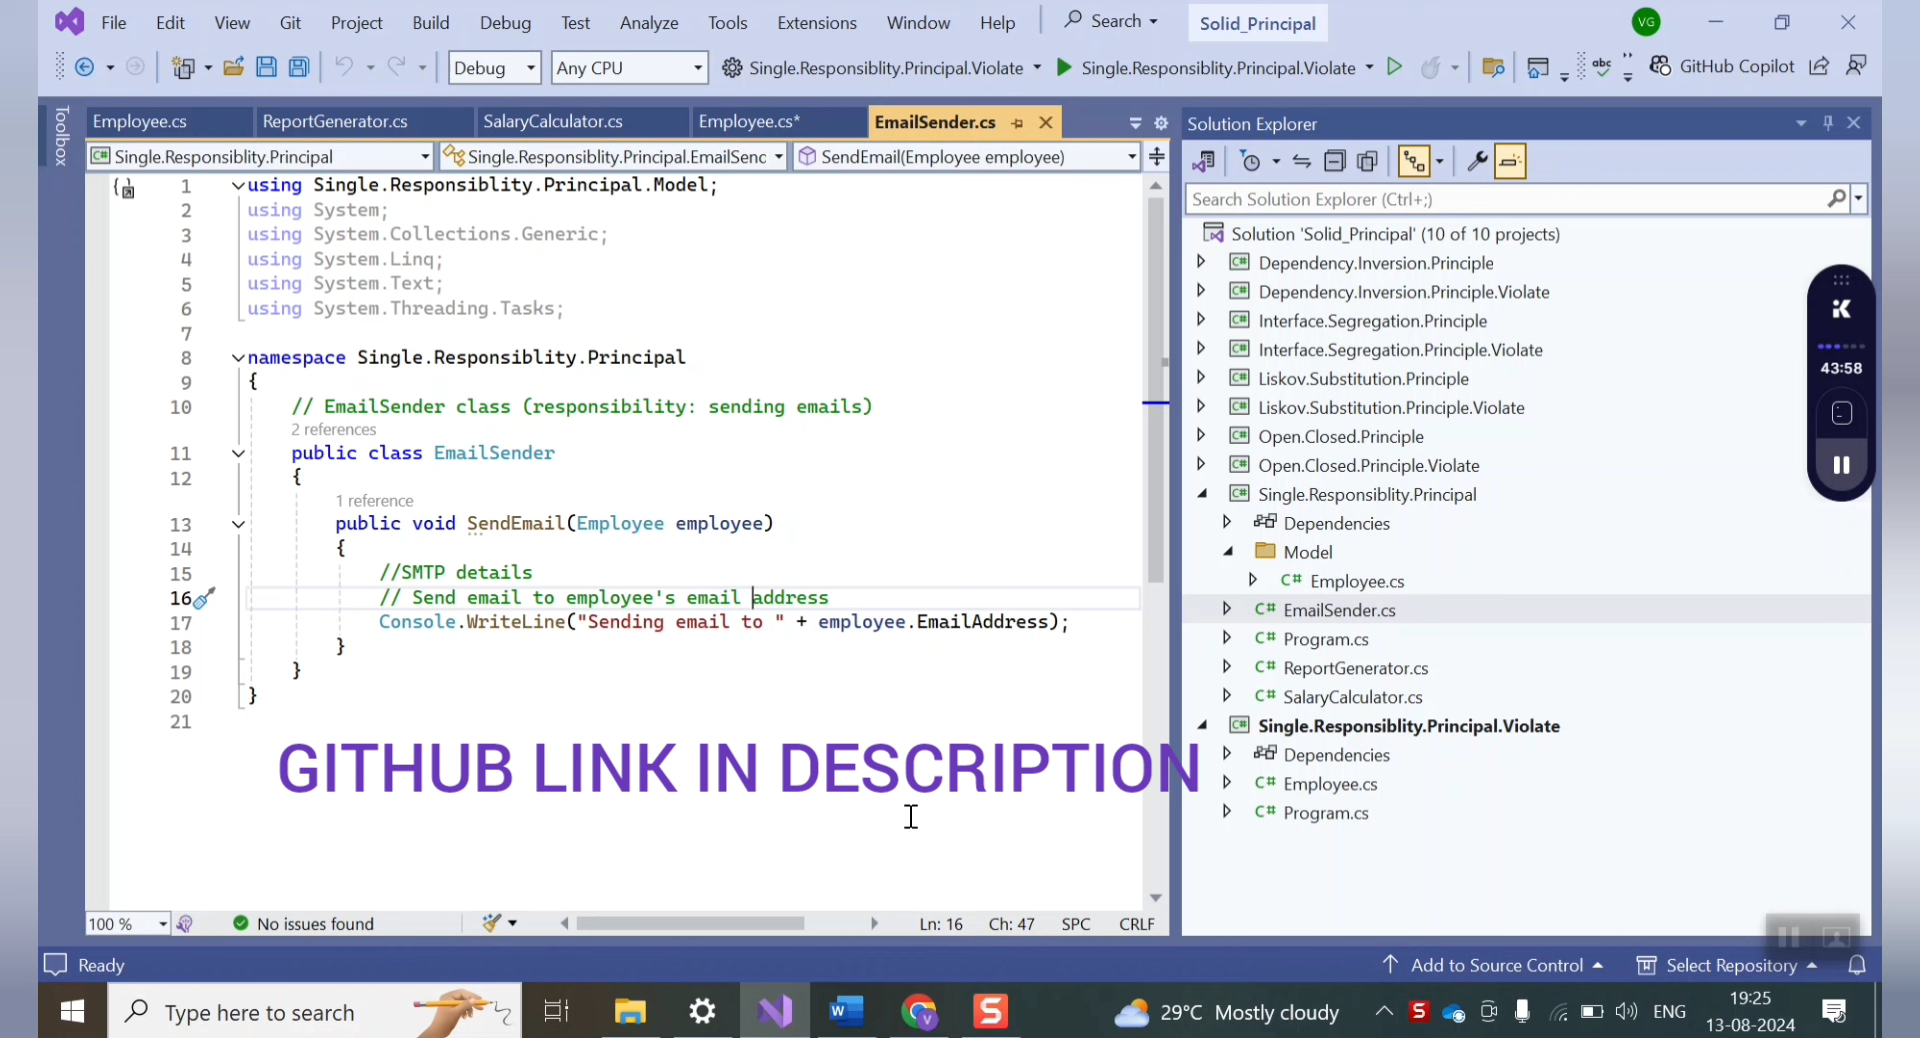 File Edit View Git Project Build Debug Test Analyze Tools Extensions Window Help Search Solid_Principal VG
Debug Any CPU Single.Responsiblity.Principal.Violate Single.Responsiblity.Principal.Violate abc GitHub Copilot
Toolbox
Employee.cs ReportGenerator.cs SalaryCalculator.cs Employee.cs* EmailSender.cs
Single.Responsiblity.Principal Single.Responsiblity.Principal.EmailSenc SendEmail(Employee employee)
1 using Single.Responsiblity.Principal.Model;
2 using System;
3 using System.Collections.Generic;
4 using System.Linq;
5 using System.Text;
6 using System.Threading.Tasks;
7
8 namespace Single.Responsiblity.Principal
9 {
10 // EmailSender class (responsibility: sending emails)
2 references
11 public class EmailSender
12 {
1 reference
13 public void SendEmail(Employee employee)
14 {
15 //SMTP details
16 // Send email to employee's email address
17 Console.WriteLine("Sending email to " + employee.EmailAddress);
18 }
19 }
20 }
21
GITHUB LINK IN DESCRIPTION
100 % No issues found Ln: 16 Ch: 47 SPC CRLF
Solution Explorer
Search Solution Explorer (Ctrl+;)
Solution 'Solid_Principal' (10 of 10 projects)
C# Dependency.Inversion.Principle
C# Dependency.Inversion.Principle.Violate
C# Interface.Segregation.Principle
C# Interface.Segregation.Principle.Violate
C# Liskov.Substitution.Principle
C# Liskov.Substitution.Principle.Violate
C# Open.Closed.Principle
C# Open.Closed.Principle.Violate
C# Single.Responsiblity.Principal
Dependencies
Model
C# Employee.cs
C# EmailSender.cs
C# Program.cs
C# ReportGenerator.cs
C# SalaryCalculator.cs
C# Single.Responsiblity.Principal.Violate
Dependencies
C# Employee.cs
C# Program.cs
43:58
Ready Add to Source Control Select Repository
Type here to search 29°C Mostly cloudy ENG 19:25
13-08-2024